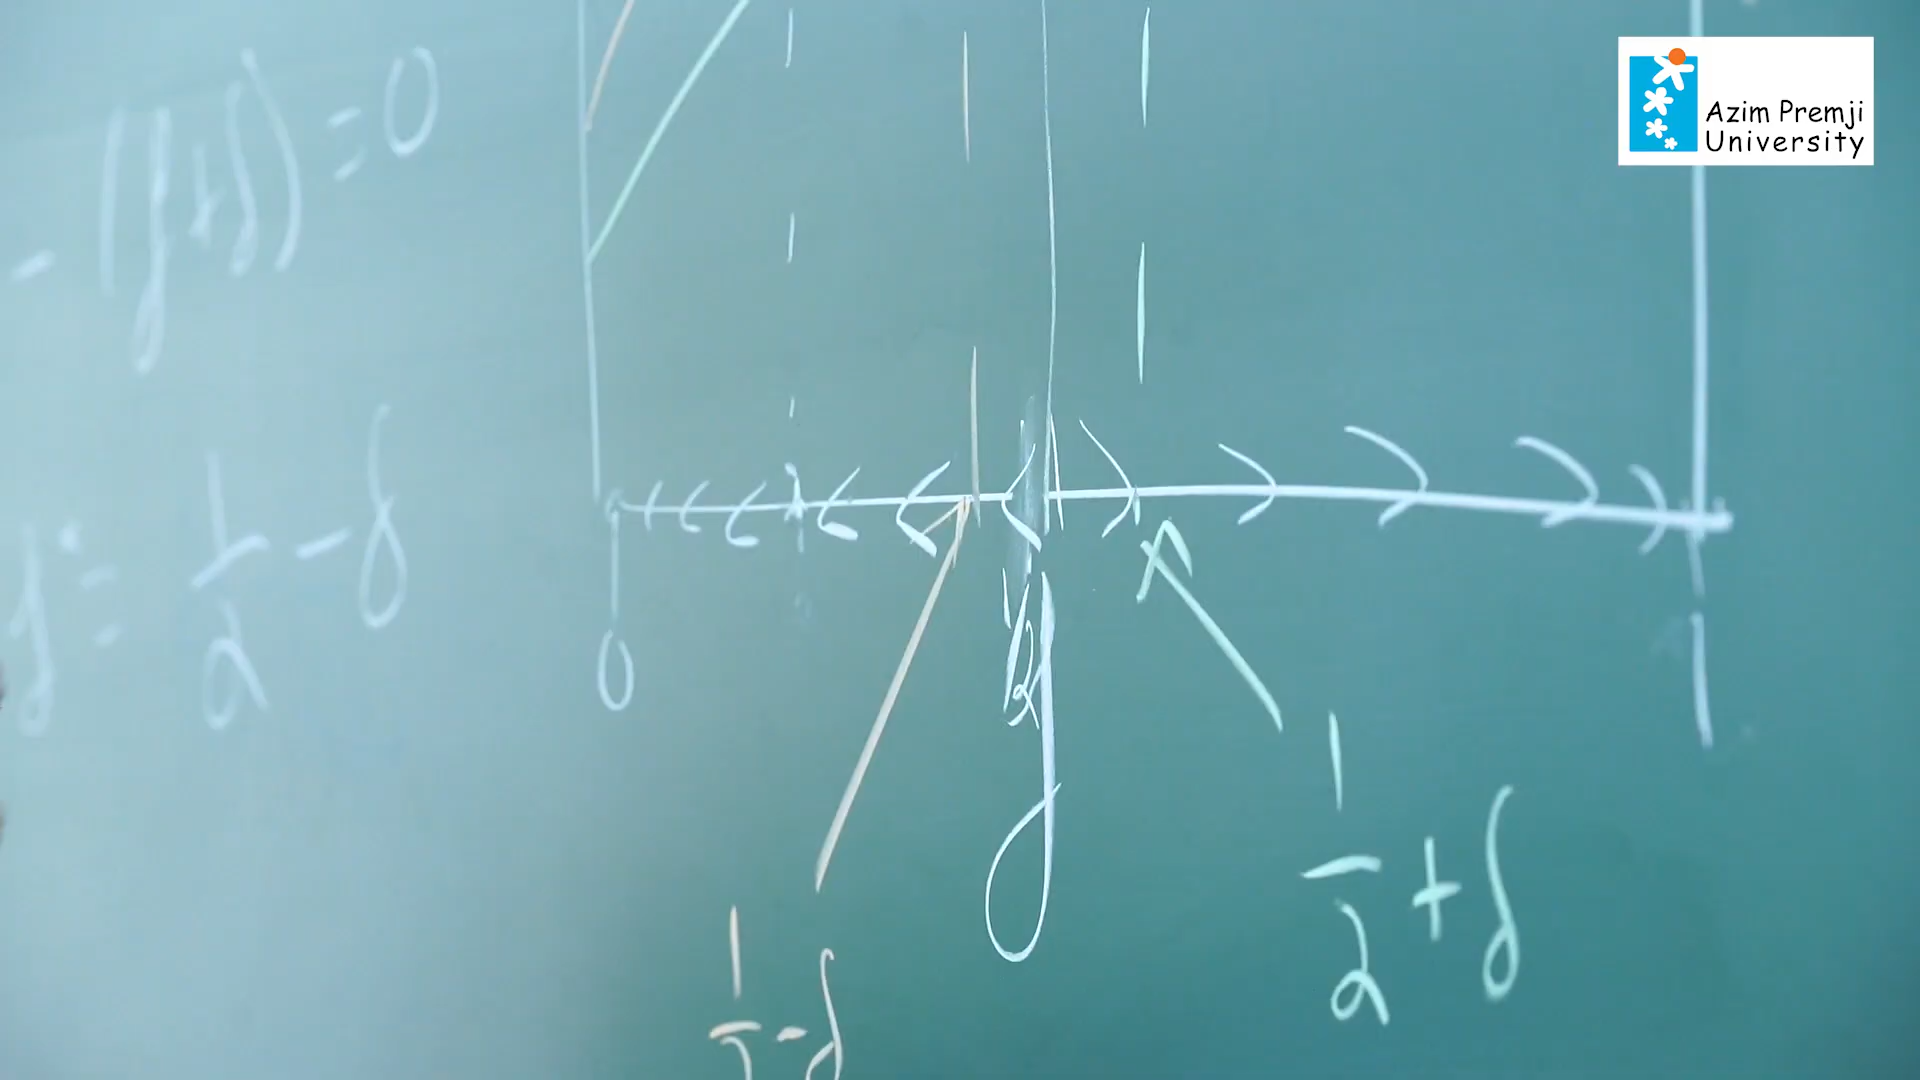 Azim Premji
University
- (y+δ) = 0
y = 1/2 - δ
0
1/2
1
y
1/2 + δ
1/2 - δ